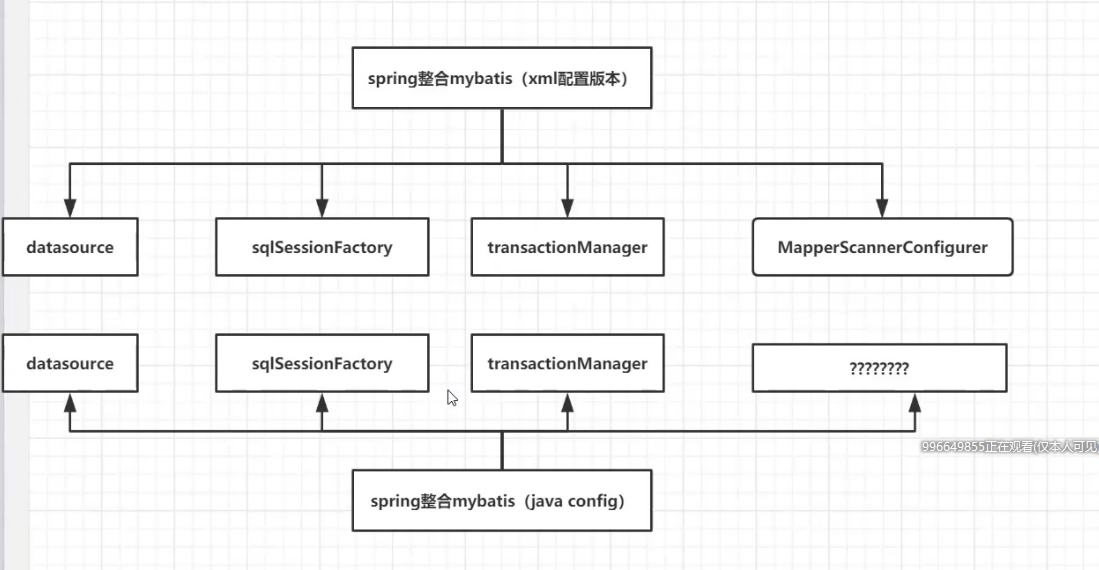 spring整合mybatis（xml配置版本）
datasource
sqlSessionFactory
transactionManager
MapperScannerConfigurer
datasource
sqlSessionFactory
transactionManager
????????
996649855正在观看(仅本人可见)
spring整合mybatis（java config）